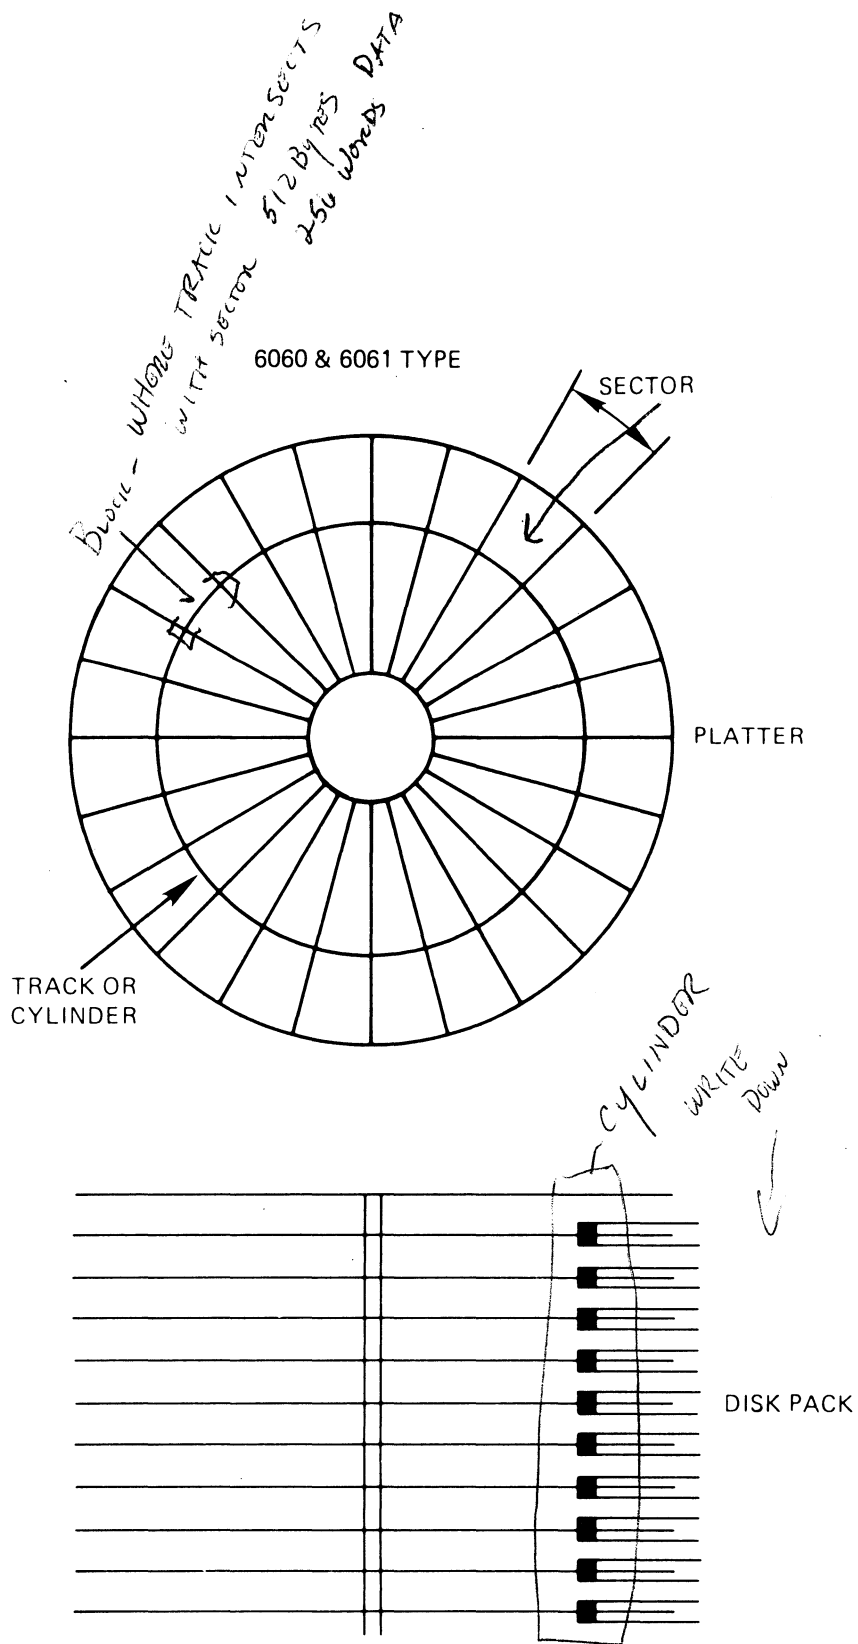 BLOCK - WHERE TRACK INTERSECTS
WITH SECTOR 512 BYTES DATA
256 WORDS
6060 & 6061 TYPE
SECTOR
PLATTER
TRACK OR
CYLINDER
CYLINDER
WRITE
DOWN
DISK PACK